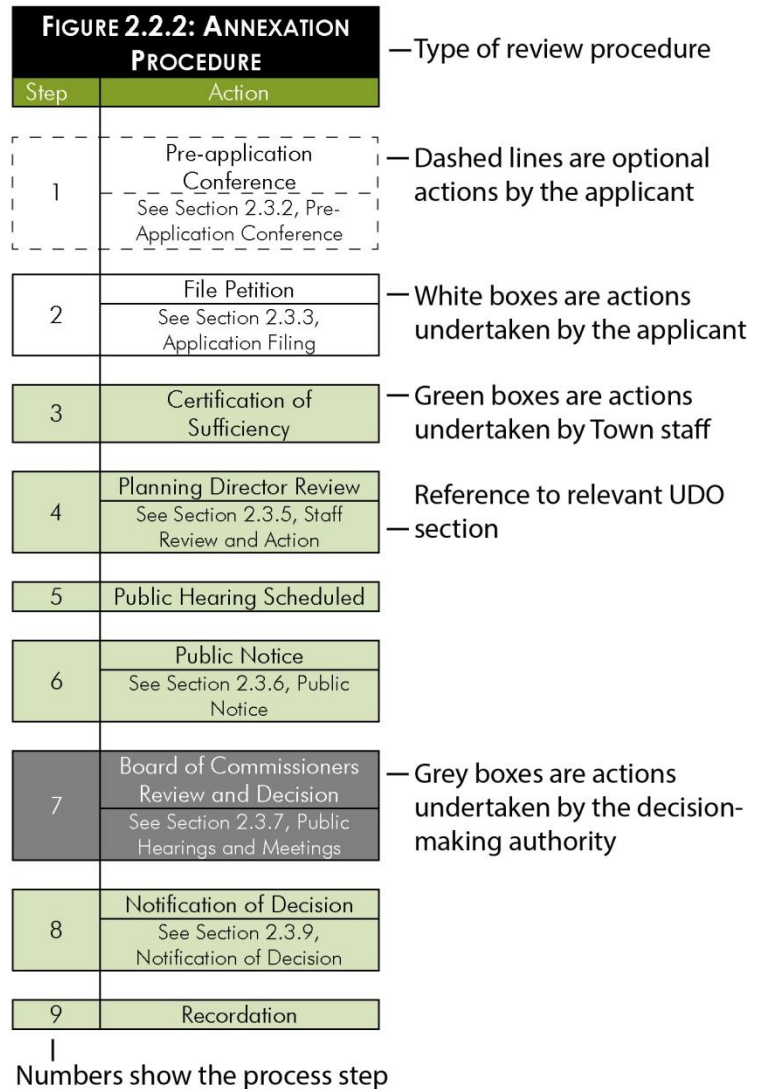 FIGURE 2.2.2: ANNEXATION
PROCEDURE
Type of review procedure
Step Action
1
Pre-application
Conference
See Section 2.3.2, Pre-
Application Conference
Dashed lines are optional
actions by the applicant
2
File Petition
See Section 2.3.3,
Application Filing
White boxes are actions
undertaken by the applicant
3
Certification of
Sufficiency
Green boxes are actions
undertaken by Town staff
4
Planning Director Review
See Section 2.3.5, Staff
Review and Action
Reference to relevant UDO
section
5 Public Hearing Scheduled
6
Public Notice
See Section 2.3.6, Public
Notice
7
Board of Commissioners
Review and Decision
See Section 2.3.7, Public
Hearings and Meetings
Grey boxes are actions
undertaken by the decision-
making authority
8
Notification of Decision
See Section 2.3.9,
Notification of Decision
9 Recordation
Numbers show the process step